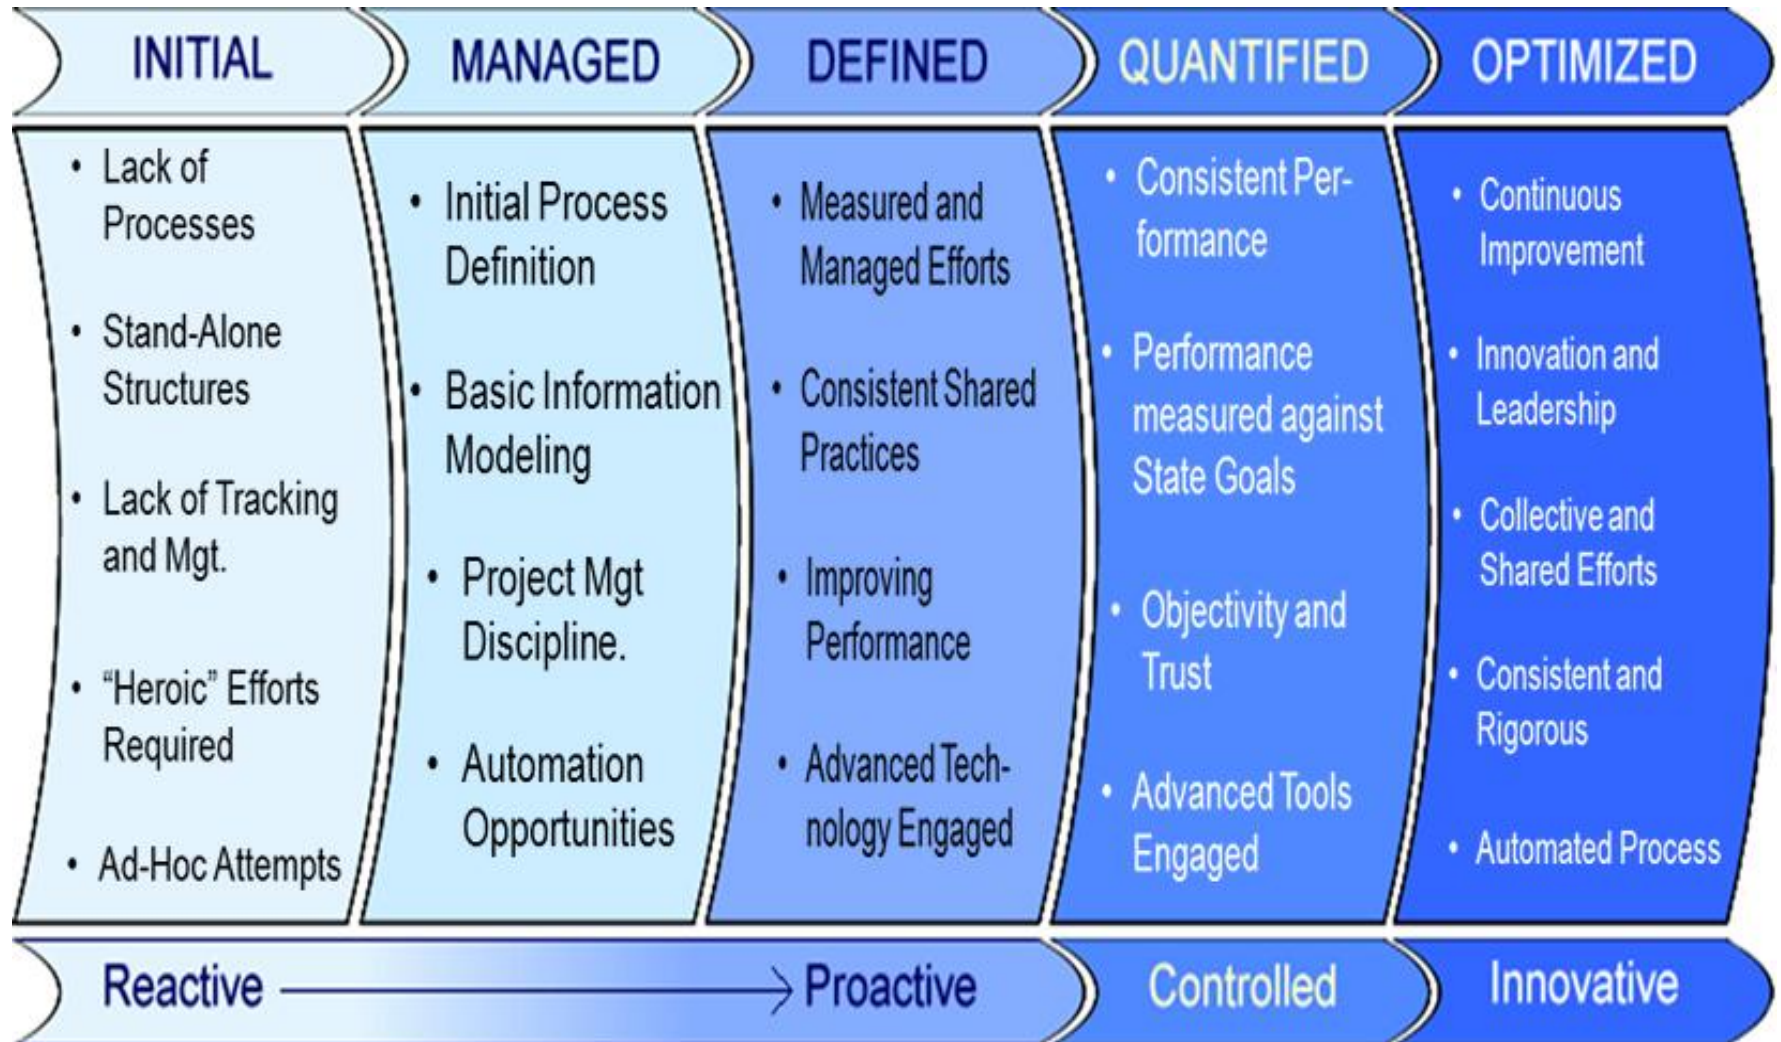 INITIAL
MANAGED
DEFINED
QUANTIFIED
OPTIMIZED
• Lack of
Processes
• Stand-Alone
Structures
• Lack of Tracking
and Mgt.
• “Heroic” Efforts
Required
• Ad-Hoc Attempts
• Initial Process
Definition
• Basic Information
Modeling
• Project Mgt
Discipline.
• Automation
Opportunities
• Measured and
Managed Efforts
• Consistent Shared
Practices
• Improving
Performance
• Advanced Tech-
nology Engaged
• Consistent Per-
formance
• Performance
measured against
State Goals
• Objectivity and
Trust
• Advanced Tools
Engaged
• Continuous
Improvement
• Innovation and
Leadership
• Collective and
Shared Efforts
• Consistent and
Rigorous
• Automated Process
Reactive
Proactive
Controlled
Innovative